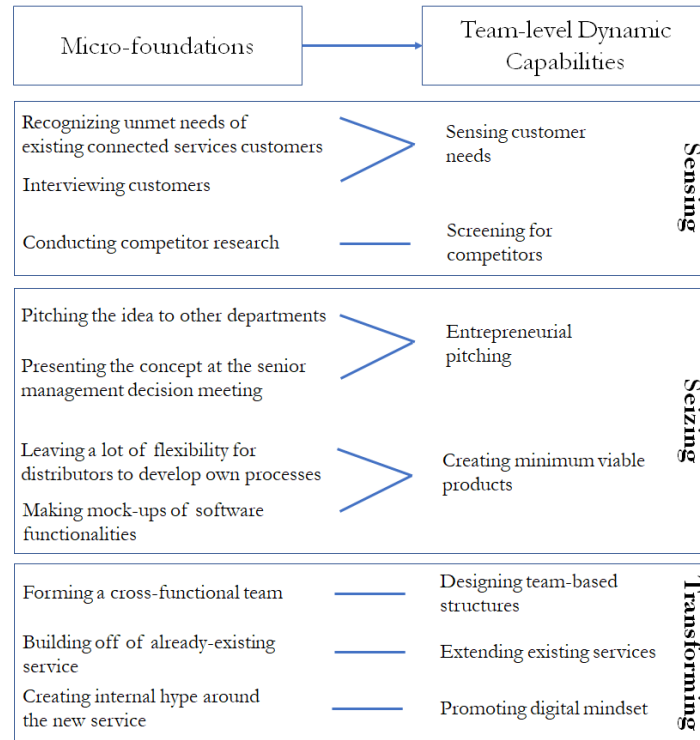 Micro-foundations
Team-level Dynamic
Capabilities
Recognizing unmet needs of
existing connected services customers
Interviewing customers
Sensing customer
needs
Conducting competitor research
Screening for
competitors
Sensing
Pitching the idea to other departments
Presenting the concept at the senior
management decision meeting
Entrepreneurial
pitching
Leaving a lot of flexibility for
distributors to develop own processes
Making mock-ups of software
functionalities
Creating minimum viable
products
Seizing
Forming a cross-functional team
Designing team-based
structures
Building off of already-existing
service
Extending existing services
Creating internal hype around
the new service
Promoting digital mindset
Transforming